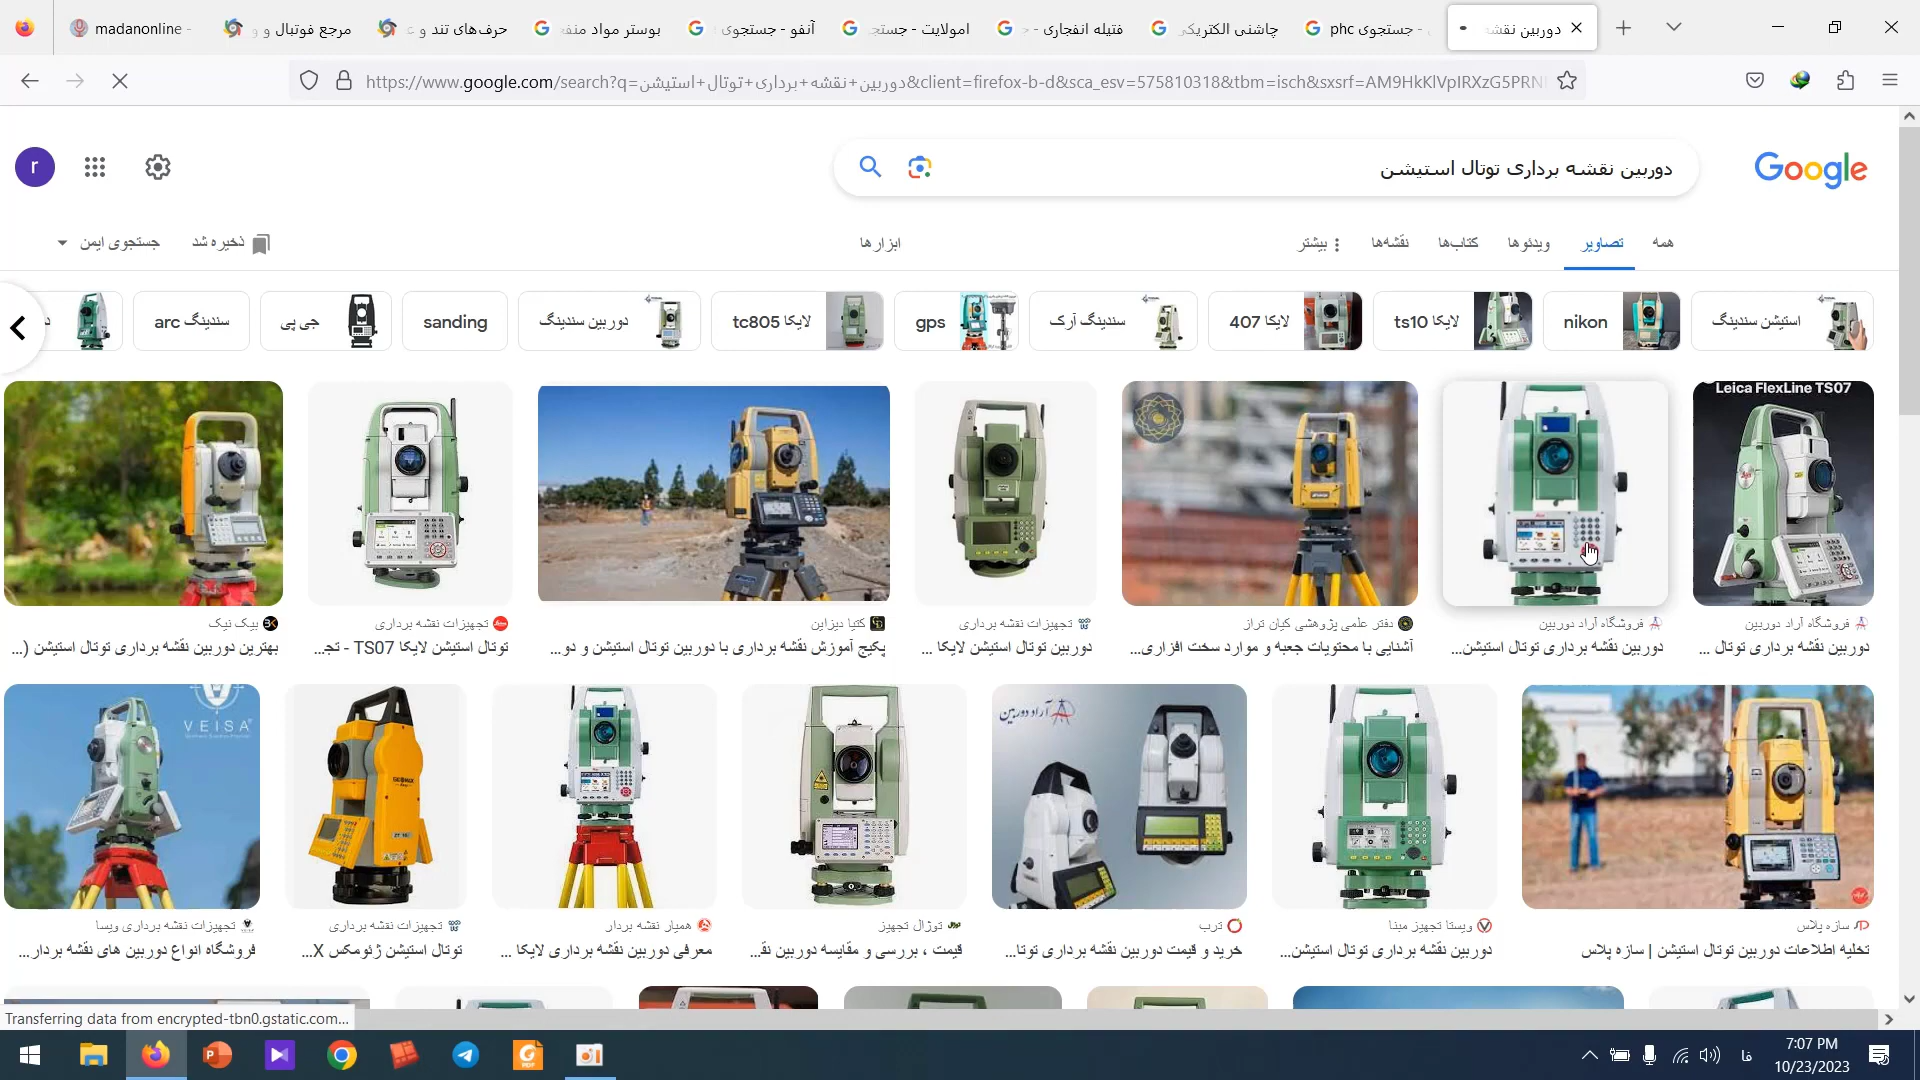 madanonline -
مرجع فوتبال و و
حرف‌های تند و ع
بوستر مواد منف
آنفو - جستجوی
امولایت - جستج
فتیله انفجاری - ج
چاشنی الکتریکی
phc جستجوی -
دوربین نقشه
https://www.google.com/search?q=دوربین+نقشه+برداری+توتال+استیشن&client=firefox-b-d&sca_esv=575810318&tbm=isch&sxsrf=AM9HkKlVpIRXzG5PRN
r
دوربین نقشه برداری توتال استیشن
Google
همه
تصاویر
ویدئوها
کتاب‌ها
نقشه‌ها
بیشتر
ابزارها
ذخیره شد
جستجوی ایمن
استیشن سندینگ
nikon
لایکا ts10
لایکا 407
سندینگ آرک
gps
لایکا tc805
دوربین سندینگ
sanding
جی پی
سندینگ arc
Leica FlexLine TS07
فروشگاه آراد دوربین
دوربین نقشه برداری توتال ...
فروشگاه آراد دوربین
دوربین نقشه برداری توتال استیشن...
دفتر علمی پژوهشی کیان تراز
آشنایی با محتویات جعبه و موارد سخت افزاری...
تجهیزات نقشه برداری
دوربین توتال استیشن لایکا ...
کتیا دیزاین
پکیج آموزش نقشه برداری با دوربین توتال استیشن و دو...
تجهیزات نقشه برداری
توتال استیشن لایکا TS07 - تج...
بیک نیک
بهترین دوربین نقشه برداری توتال استیشن (...
VEISA
آراد دوربین
سازه پلاس
تخلیه اطلاعات دوربین توتال استیشن | سازه پلاس
ویستا تجهیز مبنا
دوربین نقشه برداری توتال استیشن...
ترب
خرید و قیمت دوربین نقشه برداری توتا...
توژال تجهیز
قیمت ، بررسی و مقایسه دوربین نق...
همیار نقشه بردار
معرفی دوربین نقشه برداری لایکا ...
تجهیزات نقشه برداری
توتال استیشن ژئومکس X...
تجهیزات نقشه برداری ویسا
فروشگاه انواع دوربین های نقشه بردار...
Transferring data from encrypted-tbn0.gstatic.com...
فا
7:07 PM
10/23/2023